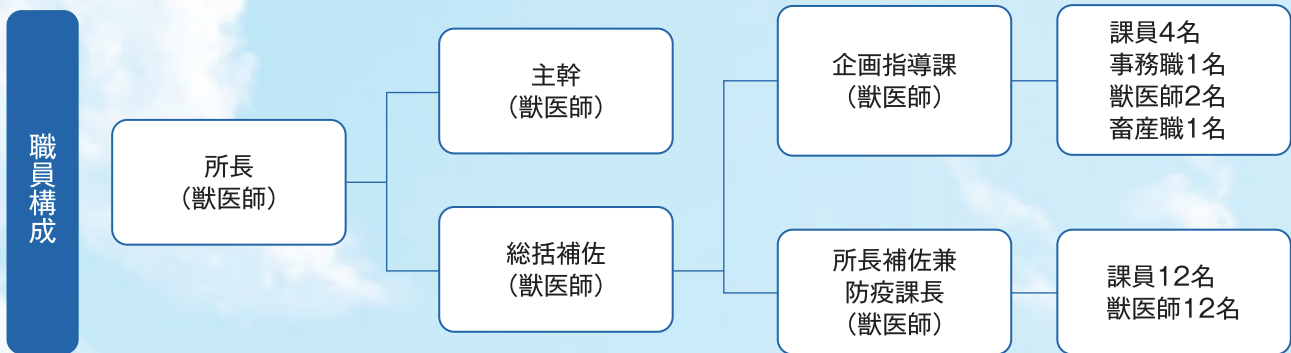 職員構成
所長
（獣医師）
主幹
（獣医師）
総括補佐
（獣医師）
企画指導課
（獣医師）
課員4名
事務職1名
獣医師2名
畜産職1名
所長補佐兼
防疫課長
（獣医師）
課員12名
獣医師12名